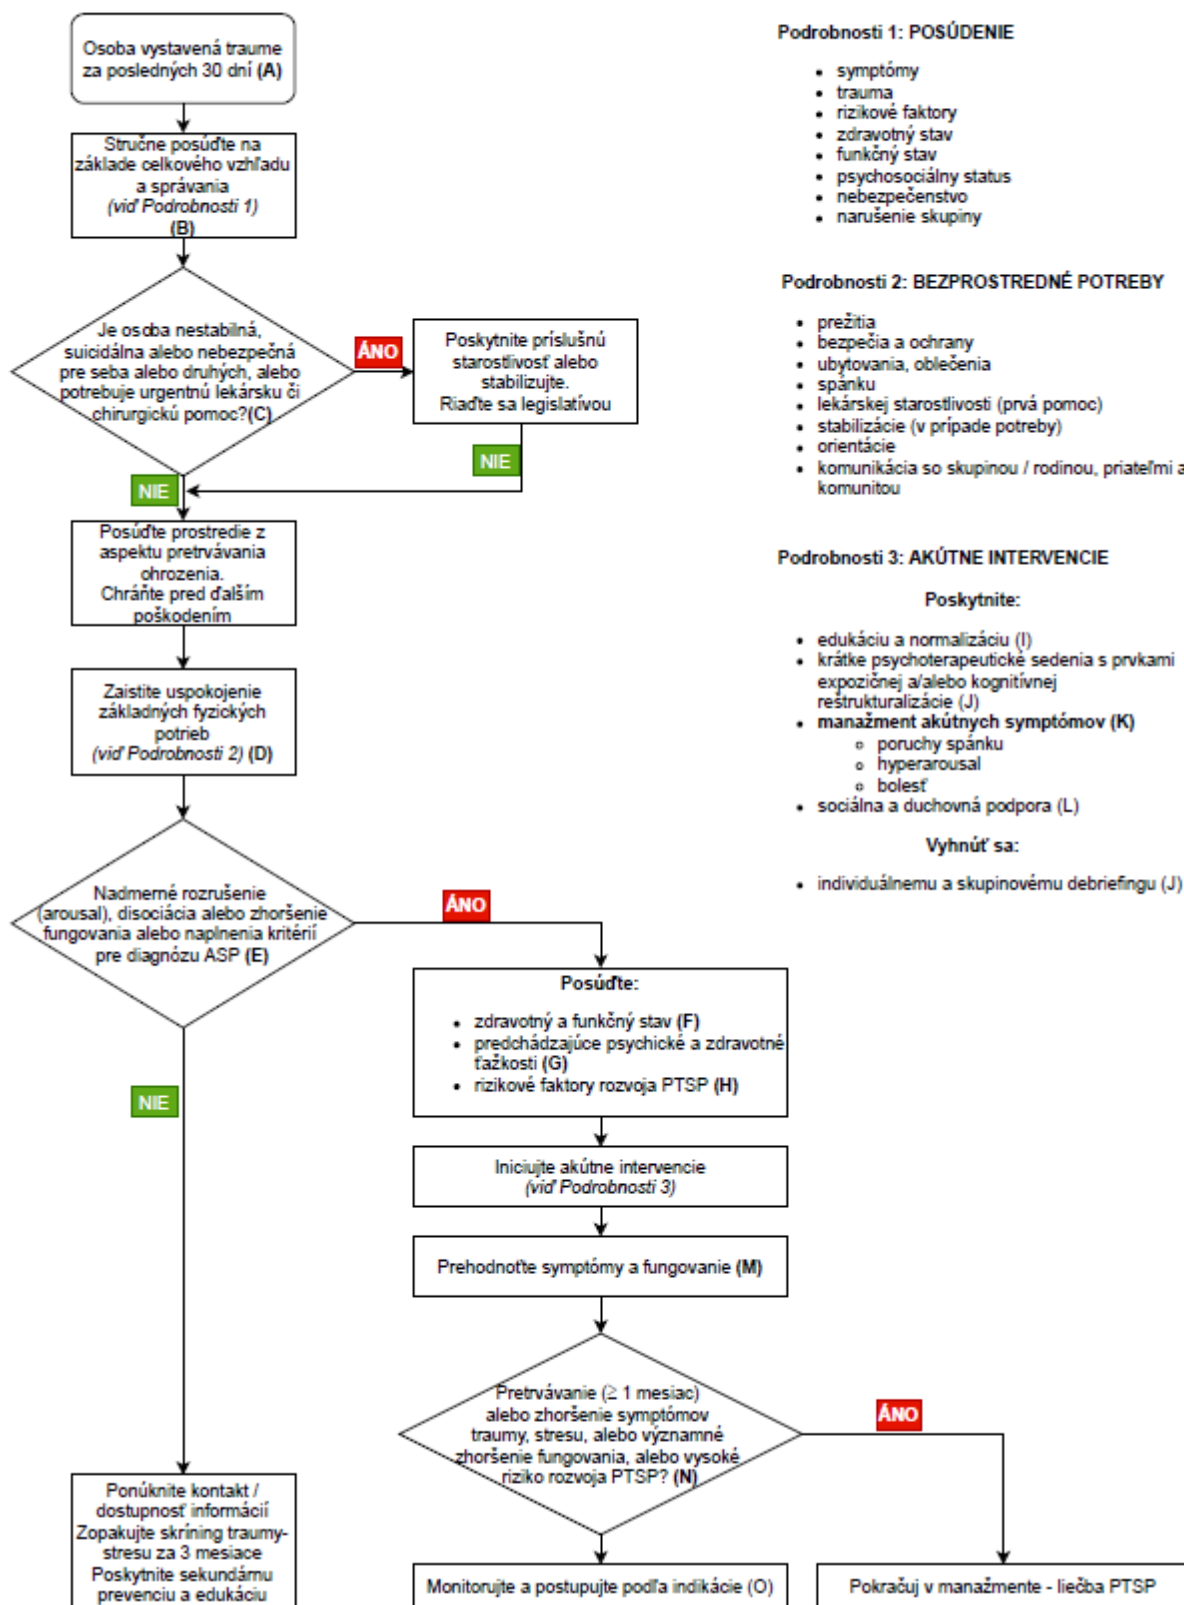 Osoba vystavená traume
za posledných 30 dní (A)
Stručne posúďte na
základe celkového vzhľadu
a správania
(viď Podrobnosti 1)
(B)
Je osoba nestabilná,
suicidálna alebo nebezpečná
pre seba alebo druhých, alebo
potrebuje urgentnú lekársku či
chirurgickú pomoc?(C)
ÁNO
Poskytnite príslušnú
starostlivosť alebo
stabilizujte.
Riaďte sa legislatívou
NIE
NIE
Posúďte prostredie z
aspektu pretrvávania
ohrozenia.
Chráňte pred ďalším
poškodením
Zaistite uspokojenie
základných fyzických
potrieb
(viď Podrobnosti 2) (D)
Nadmerné rozrušenie
(arousal), disociácia alebo zhoršenie
fungovania alebo naplnenia kritérií
pre diagnózu ASP (E)
ÁNO
Posúďte:
• zdravotný a funkčný stav (F)
• predchádzajúce psychické a zdravotné
ťažkosti (G)
• rizikové faktory rozvoja PTSP (H)
NIE
Iniciujte akútne intervencie
(viď Podrobnosti 3)
Prehodnoťte symptómy a fungovanie (M)
Pretrvávanie (≥ 1 mesiac)
alebo zhoršenie symptómov
traumy, stresu, alebo významné
zhoršenie fungovania, alebo vysoké
riziko rozvoja PTSP? (N)
ÁNO
Ponúknite kontakt /
dostupnosť informácií
Zopakujte skríning traumy-
stresu za 3 mesiace
Poskytnite sekundárnu
prevenciu a edukáciu
Monitorujte a postupujte podľa indikácie (O)
Pokračuj v manažmente - liečba PTSP
Podrobnosti 1: POSÚDENIE
• symptómy
• trauma
• rizikové faktory
• zdravotný stav
• funkčný stav
• psychosociálny status
• nebezpečenstvo
• narušenie skupiny
Podrobnosti 2: BEZPROSTREDNÉ POTREBY
• prežitia
• bezpečia a ochrany
• ubytovania, oblečenia
• spánku
• lekárskej starostlivosti (prvá pomoc)
• stabilizácie (v prípade potreby)
• orientácie
• komunikácia so skupinou / rodinou, priateľmi a
komunitou
Podrobnosti 3: AKÚTNE INTERVENCIE
Poskytnite:
• edukáciu a normalizáciu (I)
• krátke psychoterapeutické sedenia s prvkami
expozičnej a/alebo kognitívnej
reštrukturalizácie (J)
• manažment akútnych symptómov (K)
o poruchy spánku
o hyperarousal
o bolesť
• sociálna a duchovná podpora (L)
Vyhnúť sa:
• individuálnemu a skupinovému debriefingu (J)